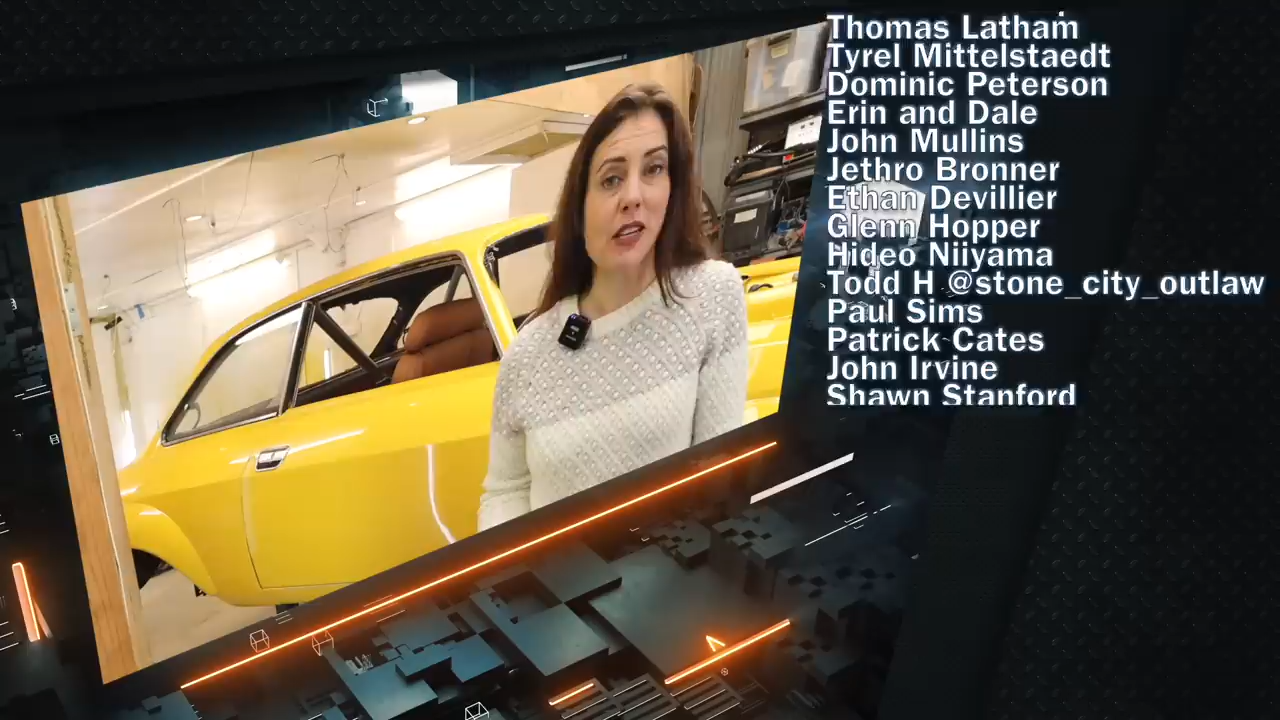 Thomas Latham
Tyrel Mittelstaedt
Dominic Peterson
Erin and Dale
John Mullins
Jethro Bronner
Ethan Devillier
Glenn Hopper
Hideo Niiyama
Todd H @stone_city_outlaw
Paul Sims
Patrick Cates
John Irvine
Shawn Stanford